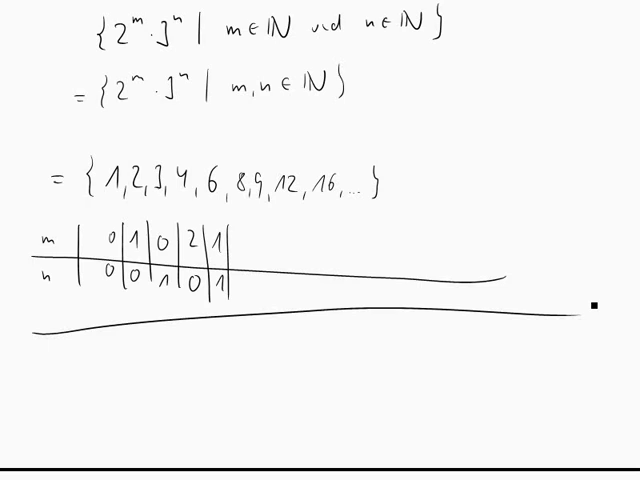 {2^m · 3^n | m ∈ ℕ und n ∈ ℕ}
= {2^m · 3^n | m, n ∈ ℕ}
= {1, 2, 3, 4, 6, 8, 9, 12, 16, ...}
m | 0 | 1 | 0 | 2 | 1 |
n | 0 | 0 | 1 | 0 | 1 |